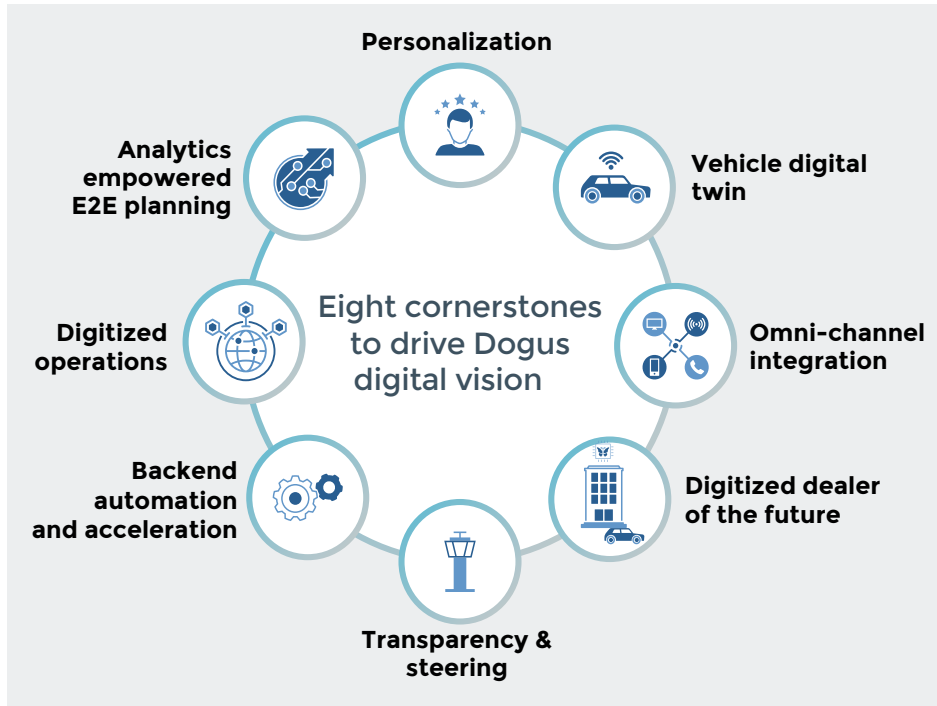 Personalization
Vehicle digital
twin
Omni-channel
integration
Digitized dealer
of the future
Transparency &
steering
Backend
automation
and acceleration
Digitized
operations
Analytics
empowered
E2E planning
Eight cornerstones
to drive Dogus
digital vision